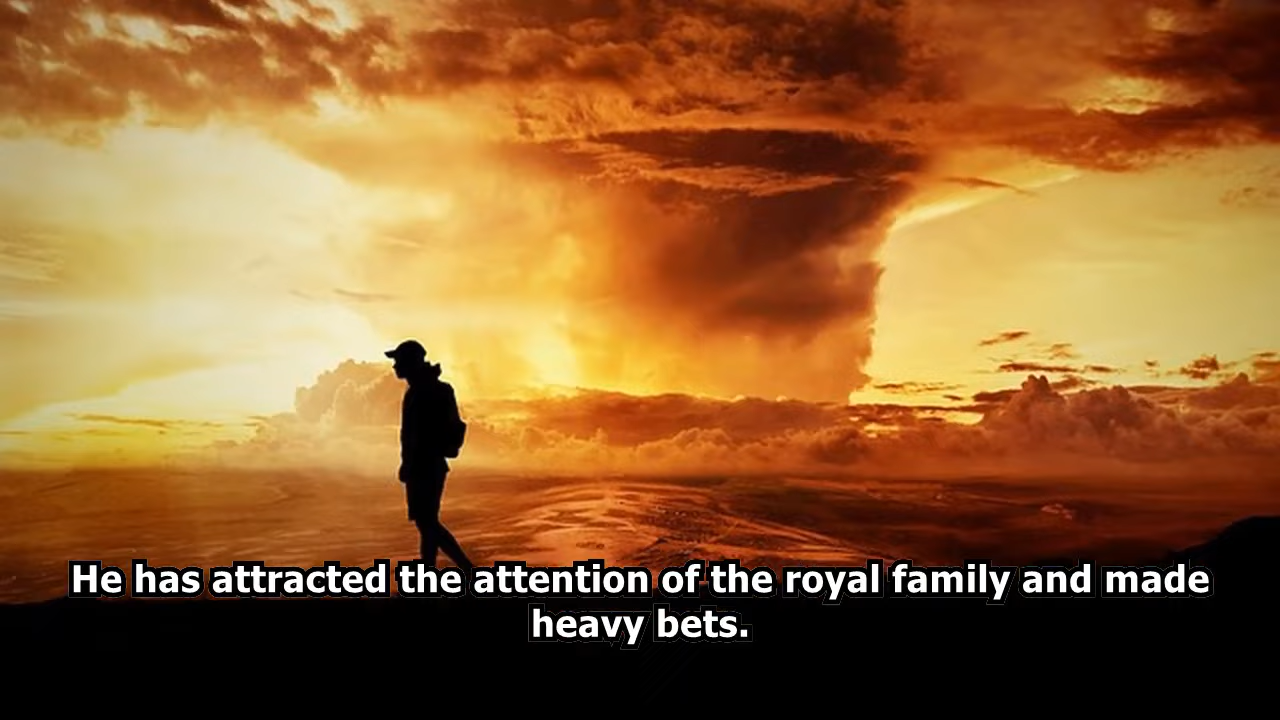 He has attracted the attention of the royal family and made
heavy bets.